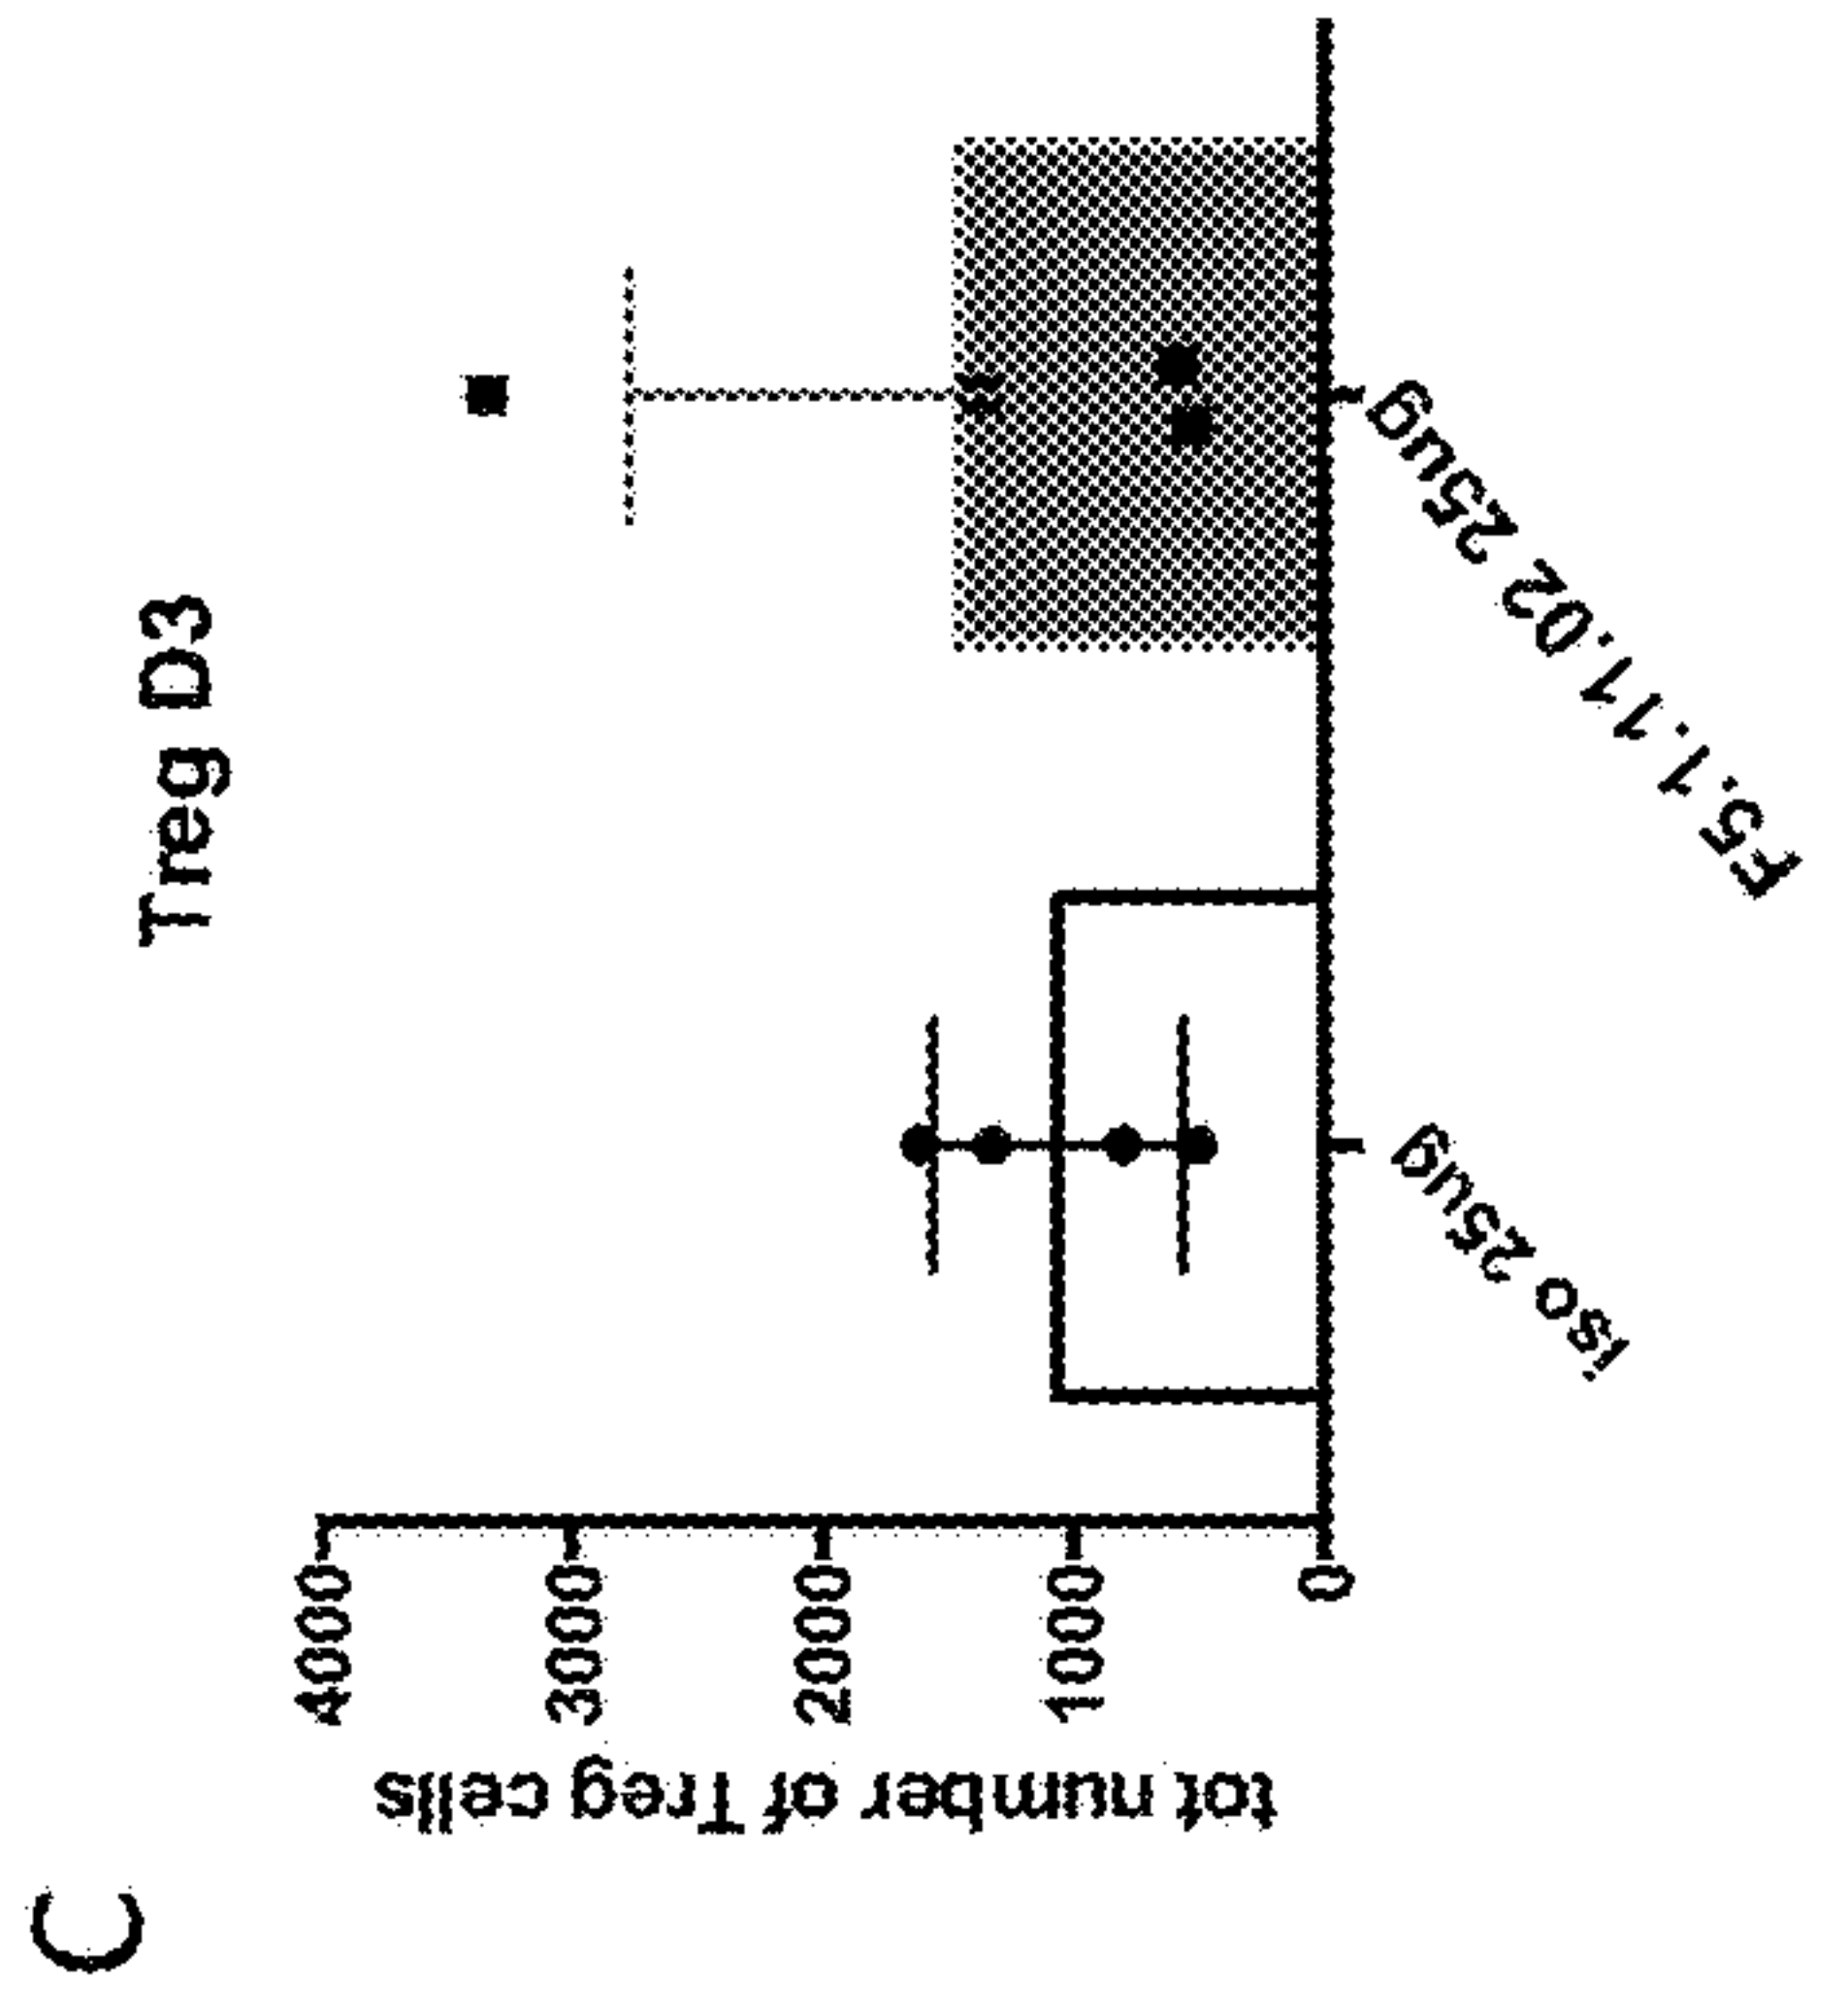 C
Treg D3
tot number of Treg cells
4000
3000
2000
1000
0
iso 25ug
F5.1.11.02 25ug